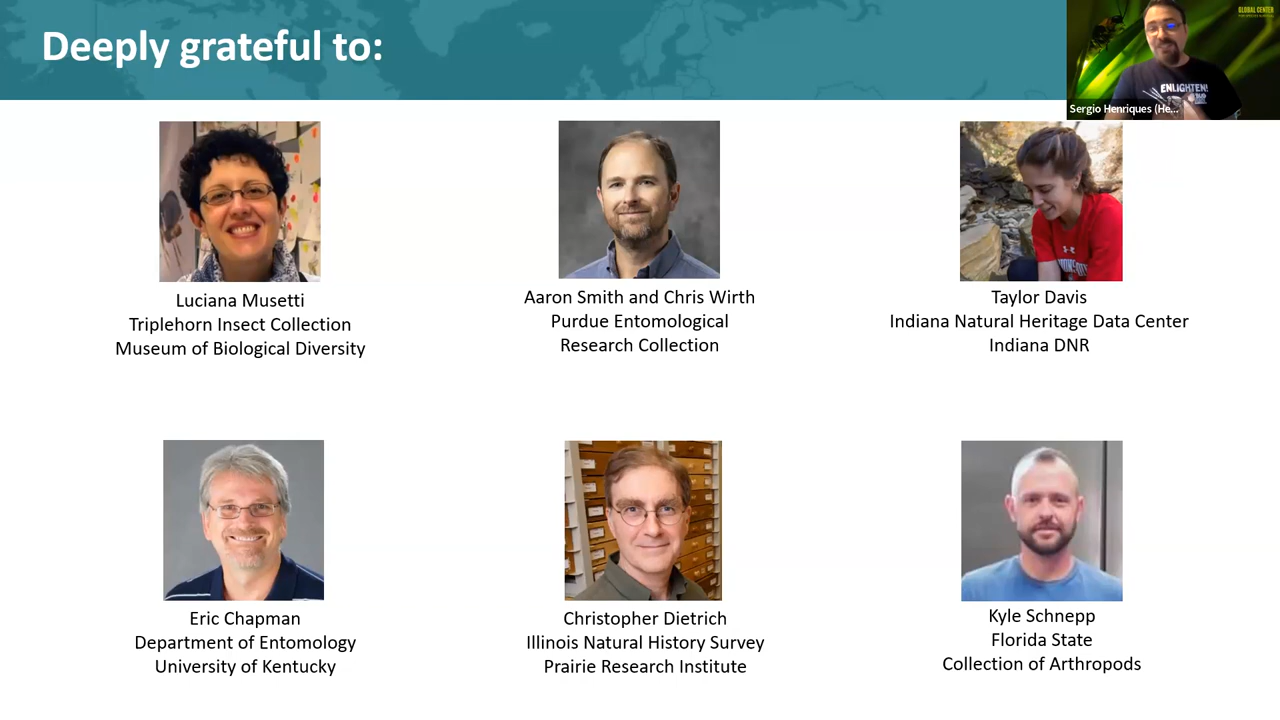 Deeply grateful to:
GLOBAL CENTER
ENLIGHTEN!
Sergio Henriques (He...
Luciana Musetti
Triplehorn Insect Collection
Museum of Biological Diversity
Aaron Smith and Chris Wirth
Purdue Entomological
Research Collection
Taylor Davis
Indiana Natural Heritage Data Center
Indiana DNR
Eric Chapman
Department of Entomology
University of Kentucky
Christopher Dietrich
Illinois Natural History Survey
Prairie Research Institute
Kyle Schnepp
Florida State
Collection of Arthropods